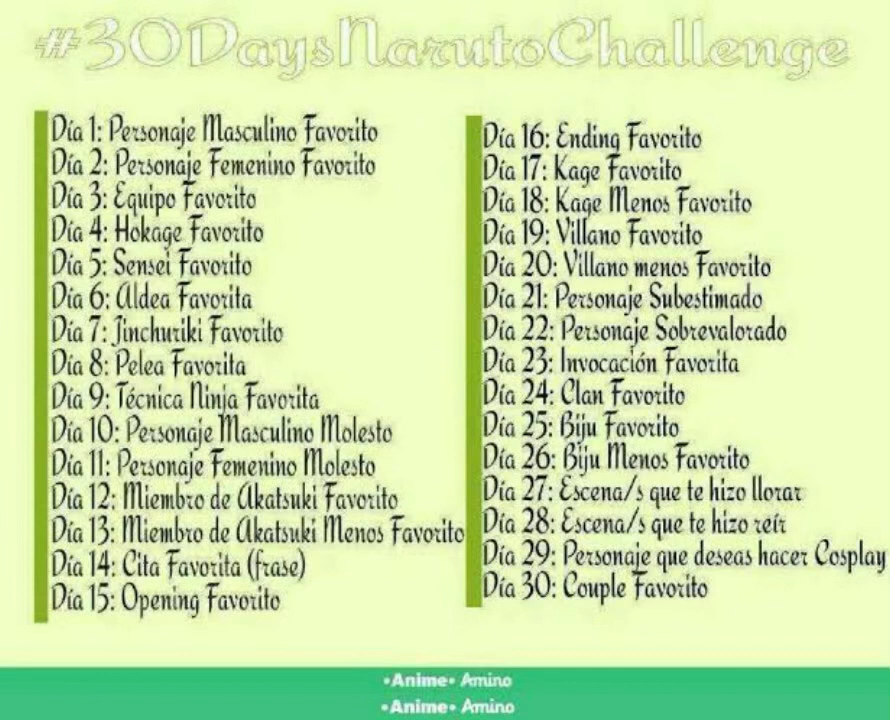 #30DaysNarutoChallenge
Día 1: Personaje Masculino Favorito
Día 2: Personaje Femenino Favorito
Día 3: Equipo Favorito
Día 4: Hokage Favorito
Día 5: Sensei Favorito
Día 6: Aldea Favorita
Día 7: Jinchuriki Favorito
Día 8: Pelea Favorita
Día 9: Técnica Ninja Favorita
Día 10: Personaje Masculino Molesto
Día 11: Personaje Femenino Molesto
Día 12: Miembro de Akatsuki Favorito
Día 13: Miembro de Akatsuki Menos Favorito
Día 14: Cita Favorita (frase)
Día 15: Opening Favorito
Día 16: Ending Favorito
Día 17: Kage Favorito
Día 18: Kage Menos Favorito
Día 19: Villano Favorito
Día 20: Villano menos Favorito
Día 21: Personaje Subestimado
Día 22: Personaje Sobrevalorado
Día 23: Invocación Favorita
Día 24: Clan Favorito
Día 25: Biju Favorito
Día 26: Biju Menos Favorito
Día 27: Escena/s que te hizo llorar
Día 28: Escena/s que te hizo reír
Día 29: Personaje que deseas hacer Cosplay
Día 30: Couple Favorito
•Anime• Amino
•Anime• Amino